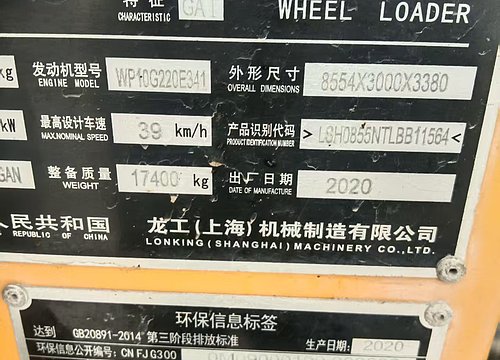 特征 GAT WHEEL LOADER
CHARACTERISTIC
kg 发动机型号 WP10G220E341 外形尺寸 8554X3000X3380
ENGINE MODEL OVERALL DIMENSIONS
kW 最高设计车速 39 km/h 产品识别代码 >LSH0855NTLBB11564<
MAX.NOMINAL SPEED PRODUCT IDENTIFICATION NUMBER
GAN 整备质量 17400 kg 出厂日期 2020
WEIGHT DATE OF MANUFACTURE
人民共和国 龙工(上海)机械制造有限公司
REPUBLIC OF CHINA LONKING (SHANGHAI) MACHINERY CO.,LTD.
环保信息标签
达到 GB20891-2014 第三阶段排放标准 生产日期: 2020
环保信息公开编号: CN FJ G300